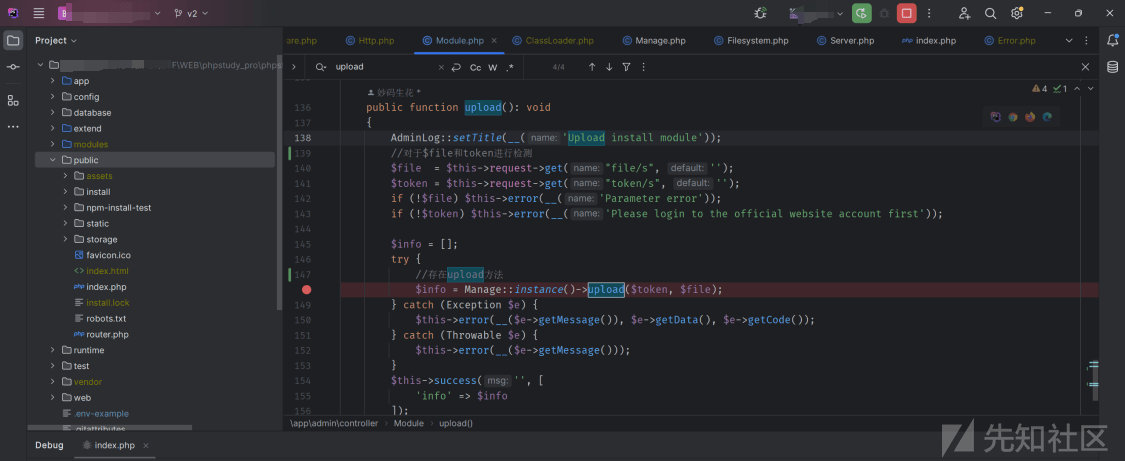 B
v2
Project
are.php
Http.php
Module.php
ClassLoader.php
Manage.php
Filesystem.php
Server.php
php index.php
Error.php
F\WEB\phpstudy_pro\phps
app
config
database
extend
modules
public
assets
install
npm-install-test
static
storage
favicon.ico
<> index.html
php index.php
install.lock
robots.txt
php router.php
runtime
test
vendor
web
.env-example
.gitattributes
upload
Cc W .*
4/4
4 1
妙码生花 *
136 public function upload(): void
137 {
138 AdminLog::setTitle(__( name: 'Upload install module'));
139 //对于$file和token进行检测
140 $file = $this->request->get( name: "file/s", default: '');
141 $token = $this->request->get( name: "token/s", default: '');
142 if (!$file) $this->error(__( name: 'Parameter error'));
143 if (!$token) $this->error(__( name: 'Please login to the official website account first'));
144
145 $info = [];
146 try {
147 //存在upload方法
$info = Manage::instance()->upload($token, $file);
149 } catch (Exception $e) {
150 $this->error(__($e->getMessage()), $e->getData(), $e->getCode());
151 } catch (Throwable $e) {
152 $this->error(__($e->getMessage()));
153 }
154 $this->success( msg: '', [
155 'info' => $info
156 ]);
\app\admin\controller › Module › upload()
Debug
index.php
先知社区